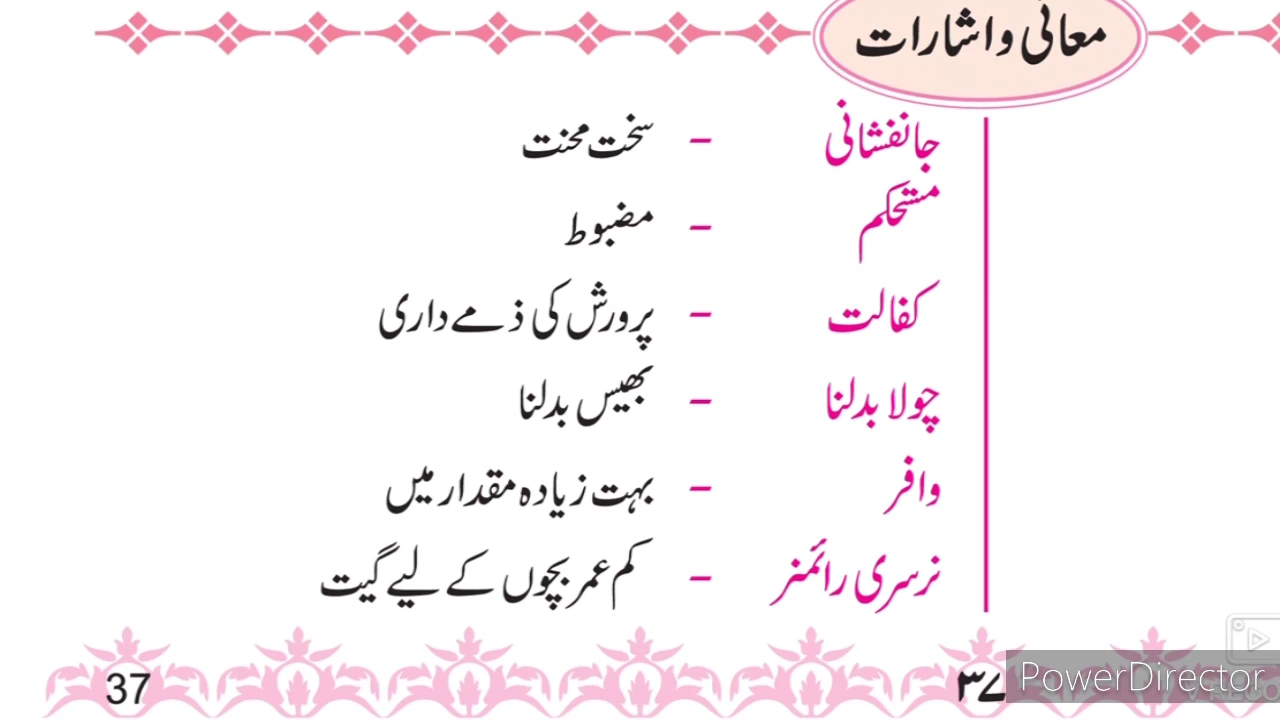 معانی و اشارات
جانفشانی - سخت محنت
مستحکم - مضبوط
کفالت - پرورش کی ذمے داری
چولا بدلنا - بھیس بدلنا
وافر - بہت زیادہ مقدار میں
نرسری رائمنر - کم عمر بچوں کے لیے گیت
37
۳۷
PowerDirector